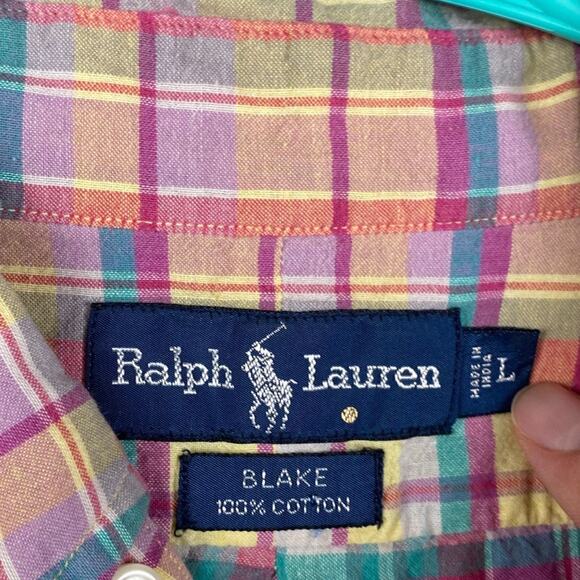 Ralph Lauren
MADE IN
INDIA
L
BLAKE
100% COTTON